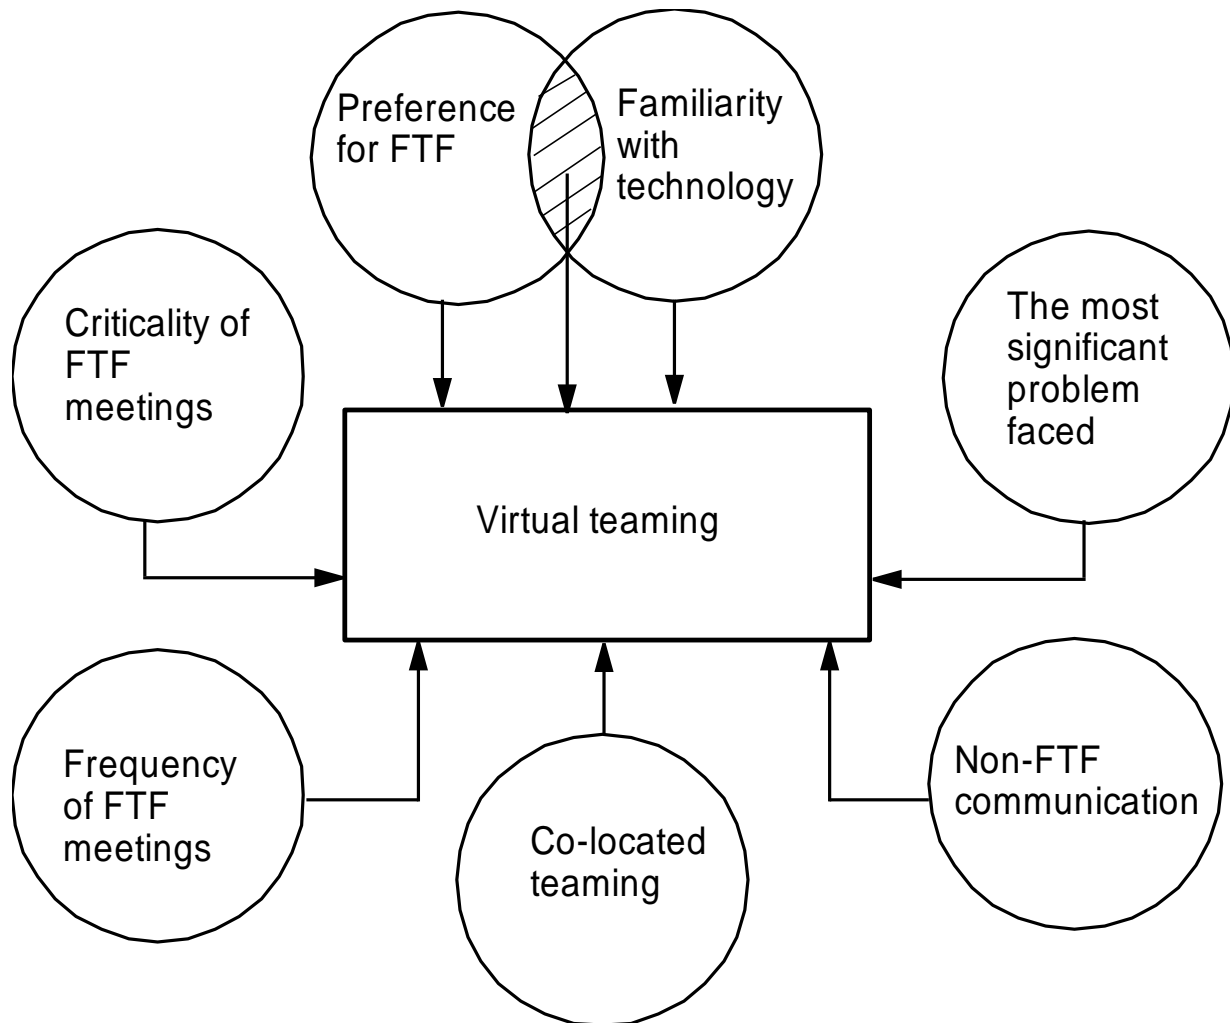 Preference
for FTF
Familiarity
with
technology
Criticality of
FTF
meetings
The most
significant
problem
faced
Virtual teaming
Frequency
of FTF
meetings
Co-located
teaming
Non-FTF
communication